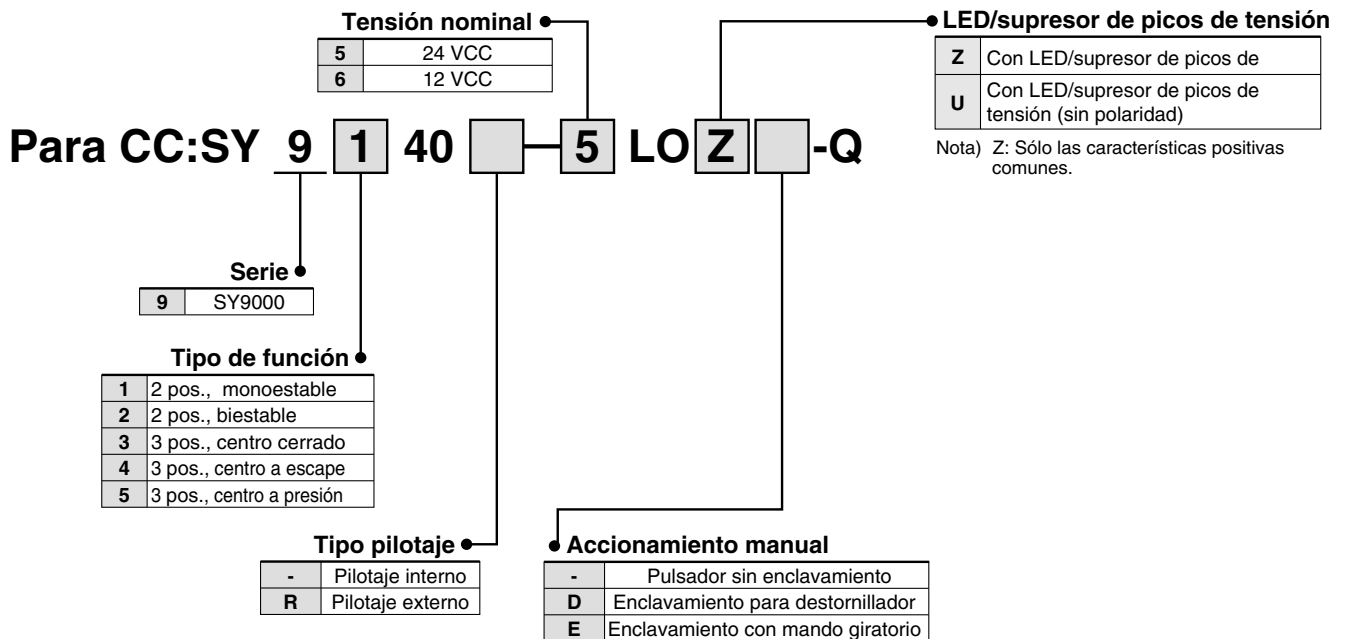 Tensión nominal
5 24 VCC
6 12 VCC
LED/supresor de picos de tensión
Z Con LED/supresor de picos de
U Con LED/supresor de picos de
tensión (sin polaridad)
Nota) Z: Sólo las características positivas
comunes.
Para CC:SY 9 1 40 - 5 LO Z -Q
Serie
9 SY9000
Tipo de función
1 2 pos., monoestable
2 2 pos., biestable
3 3 pos., centro cerrado
4 3 pos., centro a escape
5 3 pos., centro a presión
Tipo pilotaje
- Pilotaje interno
R Pilotaje externo
Accionamiento manual
- Pulsador sin enclavamiento
D Enclavamiento para destornillador
E Enclavamiento con mando giratorio